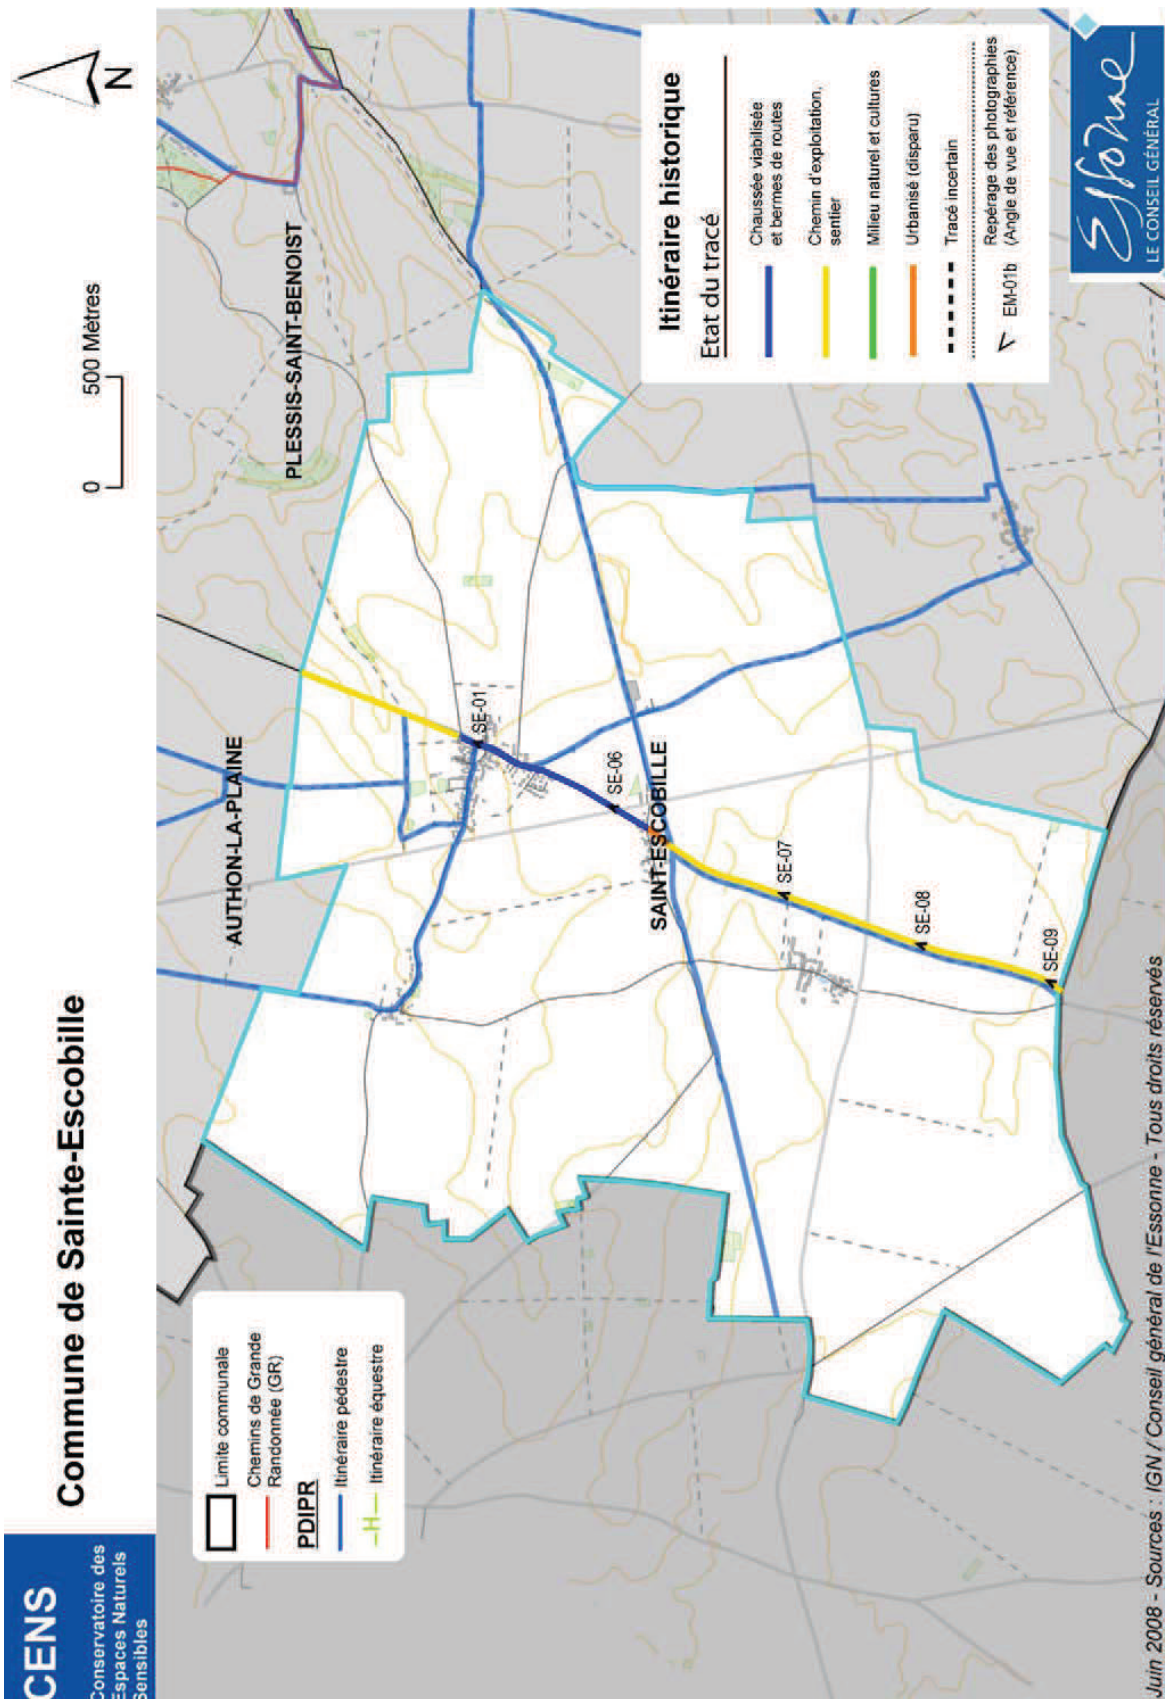 CENS
Conservatoire des
Espaces Naturels
Sensibles
Commune de Sainte-Escobille
0 500 Mètres
N
Limite communale
Chemins de Grande
Randonnée (GR)
PDIPR
Itinéraire pédestre
-H- Itinéraire équestre
AUTHON-LA-PLAINE
PLESSIS-SAINT-BENOIST
SE-01
SE-06
SAINT-ESCOBILLE
SE-07
SE-08
SE-09
Itinéraire historique
Etat du tracé
Chaussée viabilisée
et bermes de routes
Chemin d'exploitation,
sentier
Milieu naturel et cultures
Urbanisé (disparu)
Tracé incertain
Repérage des photographies
EM-01b (Angle de vue et référence)
Essonne
LE CONSEIL GÉNÉRAL
Juin 2008 - Sources : IGN / Conseil général de l'Essonne - Tous droits réservés